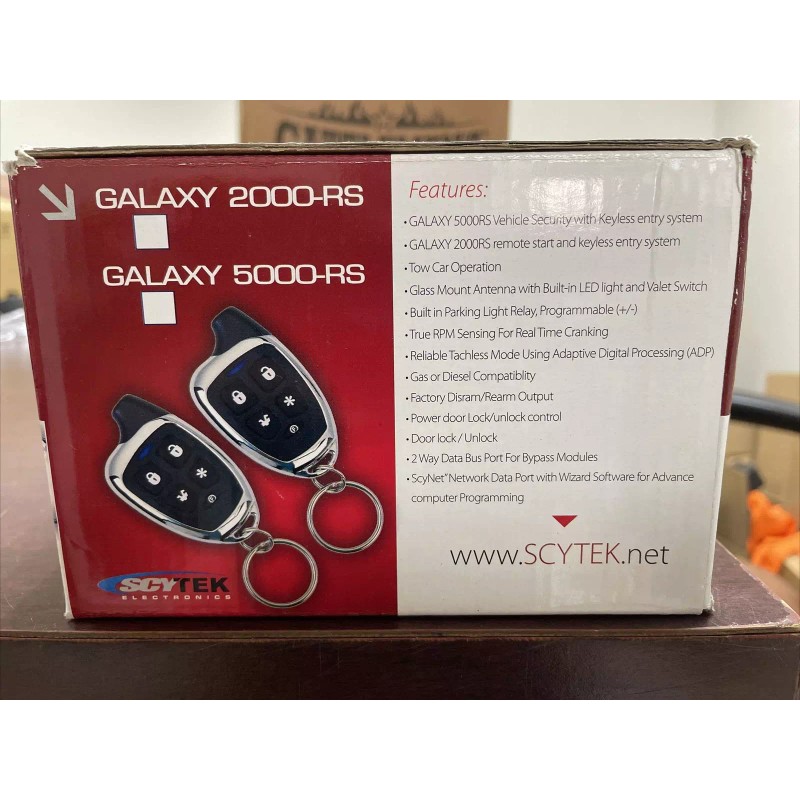 GALAXY 2000-RS
GALAXY 5000-RS
SCYTEK
ELECTRONICS
Features:
• GALAXY 5000RS Vehicle Security with Keyless entry system
• GALAXY 2000RS remote start and keyless entry system
• Tow Car Operation
• Glass Mount Antenna with Built-in LED light and Valet Switch
• Built in Parking Light Relay, Programmable (+/-)
• True RPM Sensing For Real Time Cranking
• Reliable Tachless Mode Using Adaptive Digital Processing (ADP)
• Gas or Diesel Compatiblity
• Factory Disram/Rearm Output
• Power door Lock/unlock control
• Door lock / Unlock
• 2 Way Data Bus Port For Bypass Modules
• ScyNet" Network Data Port with Wizard Software for Advance
computer Programming
www.SCYTEK.net